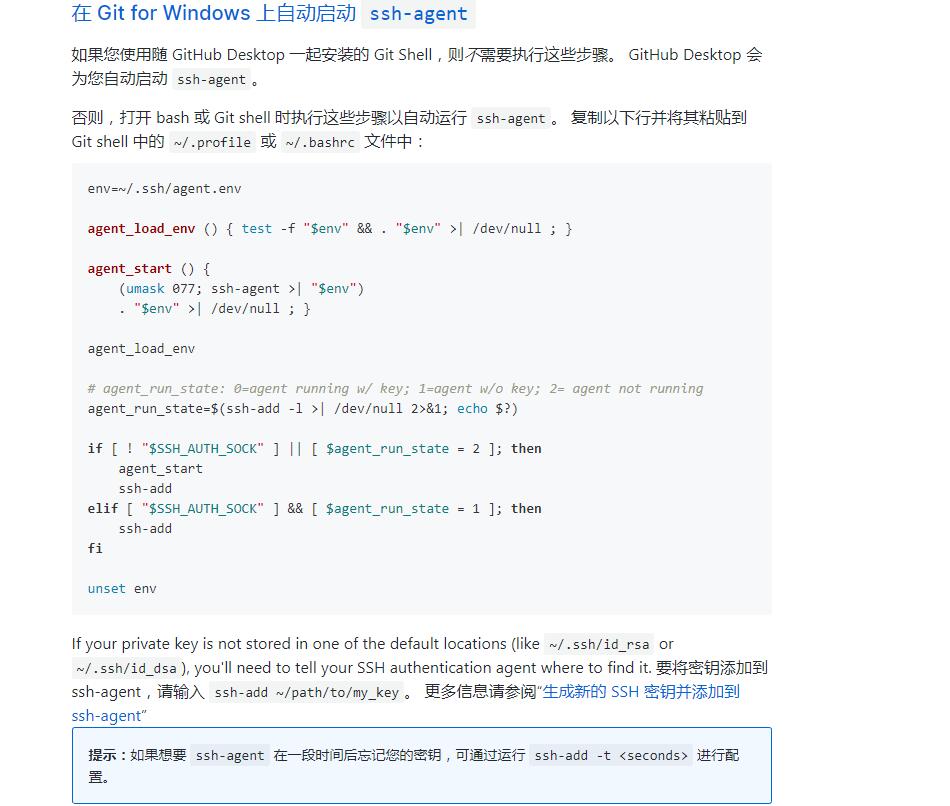 在 Git for Windows 上自动启动 ssh-agent
如果您使用随 GitHub Desktop 一起安装的 Git Shell，则不需要执行这些步骤。 GitHub Desktop 会
为您自动启动 ssh-agent 。
否则，打开 bash 或 Git shell 时执行这些步骤以自动运行 ssh-agent 。 复制以下行并将其粘贴到
Git shell 中的 ~/.profile 或 ~/.bashrc 文件中：
env=~/.ssh/agent.env
agent_load_env () { test -f "$env" && . "$env" >| /dev/null ; }
agent_start () {
    (umask 077; ssh-agent >| "$env")
    . "$env" >| /dev/null ; }
agent_load_env
# agent_run_state: 0=agent running w/ key; 1=agent w/o key; 2= agent not running
agent_run_state=$(ssh-add -l >| /dev/null 2>&1; echo $?)
if [ ! "$SSH_AUTH_SOCK" ] || [ $agent_run_state = 2 ]; then
    agent_start
    ssh-add
elif [ "$SSH_AUTH_SOCK" ] && [ $agent_run_state = 1 ]; then
    ssh-add
fi
unset env
If your private key is not stored in one of the default locations (like ~/.ssh/id_rsa or
~/.ssh/id_dsa ), you'll need to tell your SSH authentication agent where to find it. 要将密钥添加到
ssh-agent，请输入 ssh-add ~/path/to/my_key 。 更多信息请参阅“生成新的 SSH 密钥并添加到
ssh-agent”
提示：如果想要 ssh-agent 在一段时间后忘记您的密钥，可通过运行 ssh-add -t <seconds> 进行配
置。